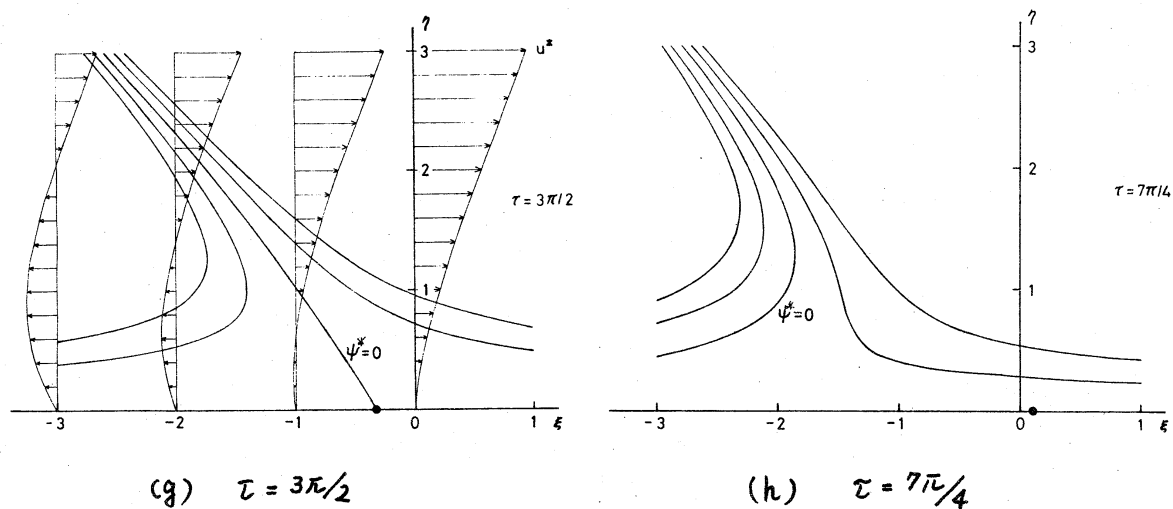 η
3
u*
2
τ = 3π/2
1
ψ*=0
-3 -2 -1 0 1 ξ
(g) τ = 3π/2
η
3
2
τ = 7π/4
1
ψ*=0
-3 -2 -1 0 1 ξ
(h) τ = 7π/4